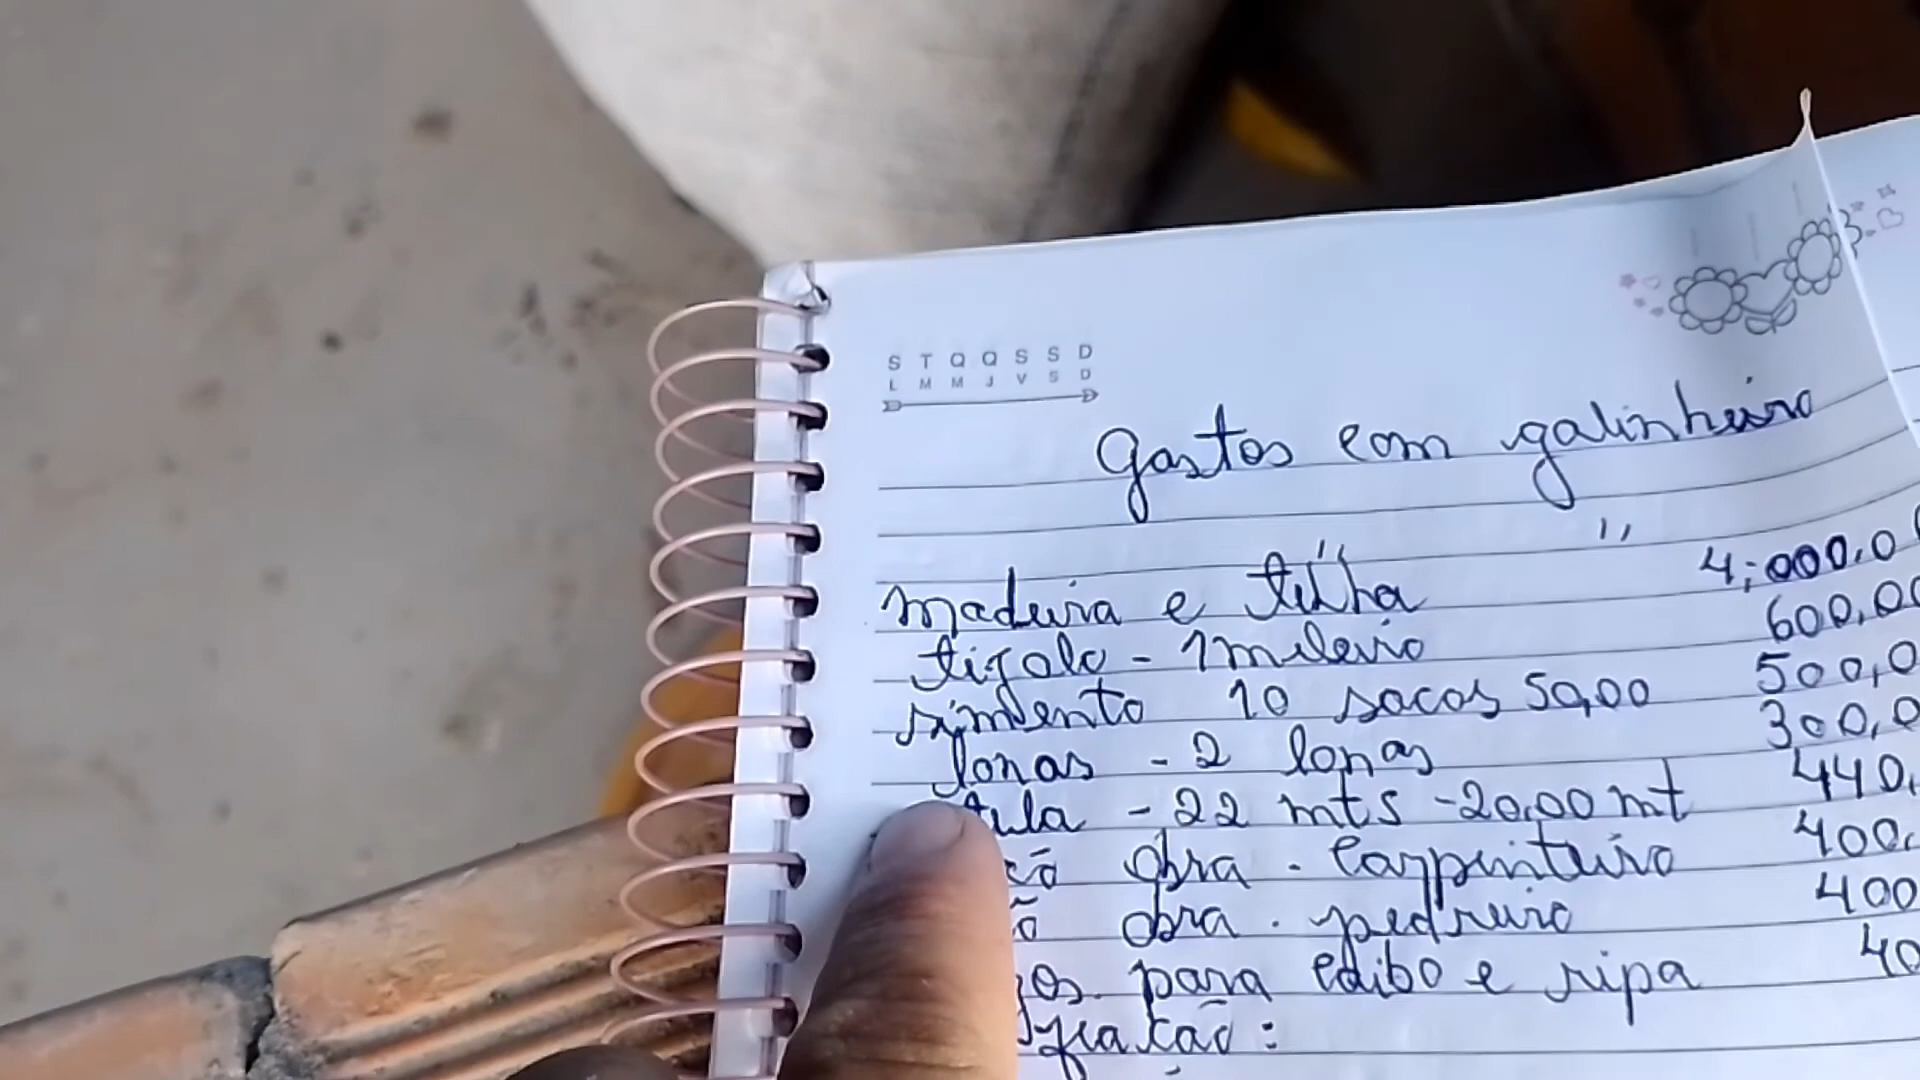 S T Q Q S S D
L M M J V S D
Gastos com galinheiro
madeira e telha 4;000.0
tijolo - 1 mileiro 600,00
simento 10 sacos 50,00 500,0
lonas - 2 lonas 300,0
tela - 22 mts - 20,00 mt 440,
obra - Carpinteiro 400,
obra - pedreiro 400
para caibo e ripa 40